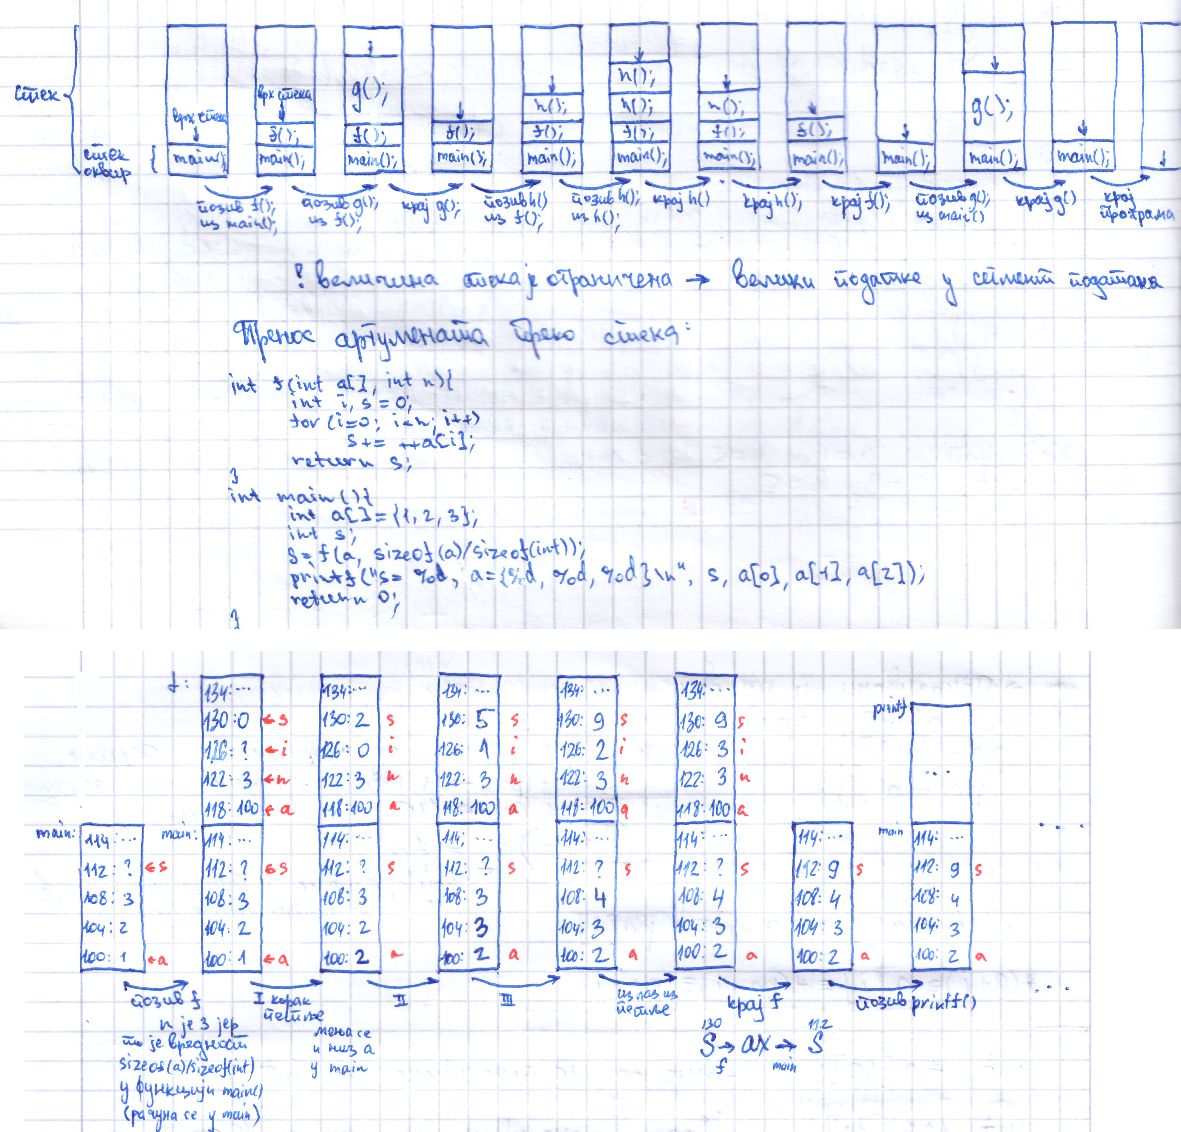 стек
стек оквир
врх стека
main();
врх стека
f();
main();
g();
f();
main();
f();
main();
h();
f();
main();
h();
h();
f();
main();
h();
f();
main();
f();
main();
main();
g();
main();
main();
позив f(); из main();
позив g(); из f();
крај g();
позив h() из f();
позив h(); из h();
крај h()
крај h();
крај f();
позив g(); из main()
крај g()
крај програма
! величина стека је ограничена → велики податке у сегмент података
Пренос аргумената преко стека:
int f(int a[], int n){
int i, s=0;
for (i=0; i<n; i++)
s+= ++a[i];
return s;
}
int main(){
int a[]={1, 2, 3};
int s;
s=f(a, sizeof(a)/sizeof(int));
printf("s= %d, a={%d, %d, %d}\n", s, a[0], a[1], a[2]);
return 0;
}
main:
114: ...
112: ? ←s
108: 3
104: 2
100: 1 ←a
f:
134: ...
130: 0 ←s
126: ? ←i
122: 3 ←n
118: 100 ←a
main:
114: ...
112: ? ←s
108: 3
104: 2
100: 1 ←a
134: ...
130: 2 s
126: 0 i
122: 3 n
118: 100 a
114: ...
112: ? s
108: 3
104: 2
100: 2 a
134: ...
130: 5 s
126: 1 i
122: 3 n
118: 100 a
114: ...
112: ? s
108: 3
104: 3
100: 2 a
134: ...
130: 9 s
126: 2 i
122: 3 n
118: 100 a
114: ...
112: ? s
108: 4
104: 3
100: 2 a
134: ...
130: 9 s
126: 3 i
122: 3 n
118: 100 a
114: ...
112: ? s
108: 4
104: 3
100: 2 a
114: ...
112: 9 s
108: 4
104: 3
100: 2 a
printf
...
main
114: ...
112: 9 s
108: 4
104: 3
100: 2 a
...
позив f
I корак петље
II
III
излаз из петље
крај f
позив printf()
...
n је 3 јер
то је вредност
sizeof(a)/sizeof(int)
у функцији main()
(рачуна се у main)
мења се
и низ a
у main
130 112
S → ax → S
f main